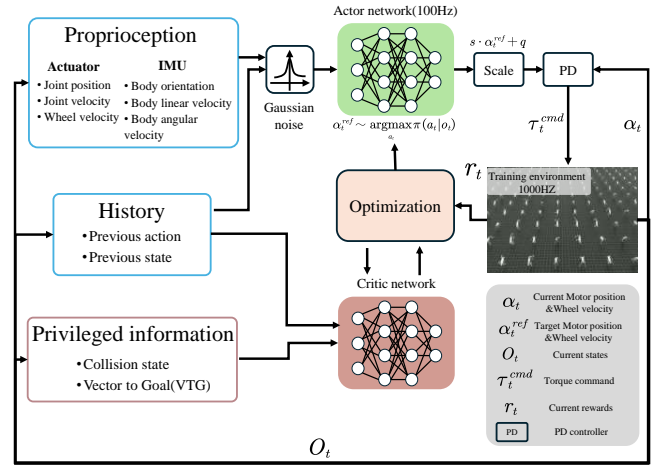 Proprioception
Actuator
• Joint position
• Joint velocity
• Wheel velocity
IMU
• Body orientation
• Body linear velocity
• Body angular
velocity
Gaussian
noise
Actor network(100Hz)
α_t^{ref} ~ argmax π(a_t|o_t)
a_t
s · α_t^{ref} + q
Scale
PD
τ_t^{cmd}
α_t
r_t
Training environment
1000HZ
History
• Previous action
• Previous state
Optimization
Critic network
Privileged information
• Collision state
• Vector to Goal(VTG)
α_t Current Motor position
&Wheel velocity
α_t^{ref} Target Motor position
&Wheel velocity
O_t Current states
τ_t^{cmd} Torque command
r_t Current rewards
PD PD controller
O_t